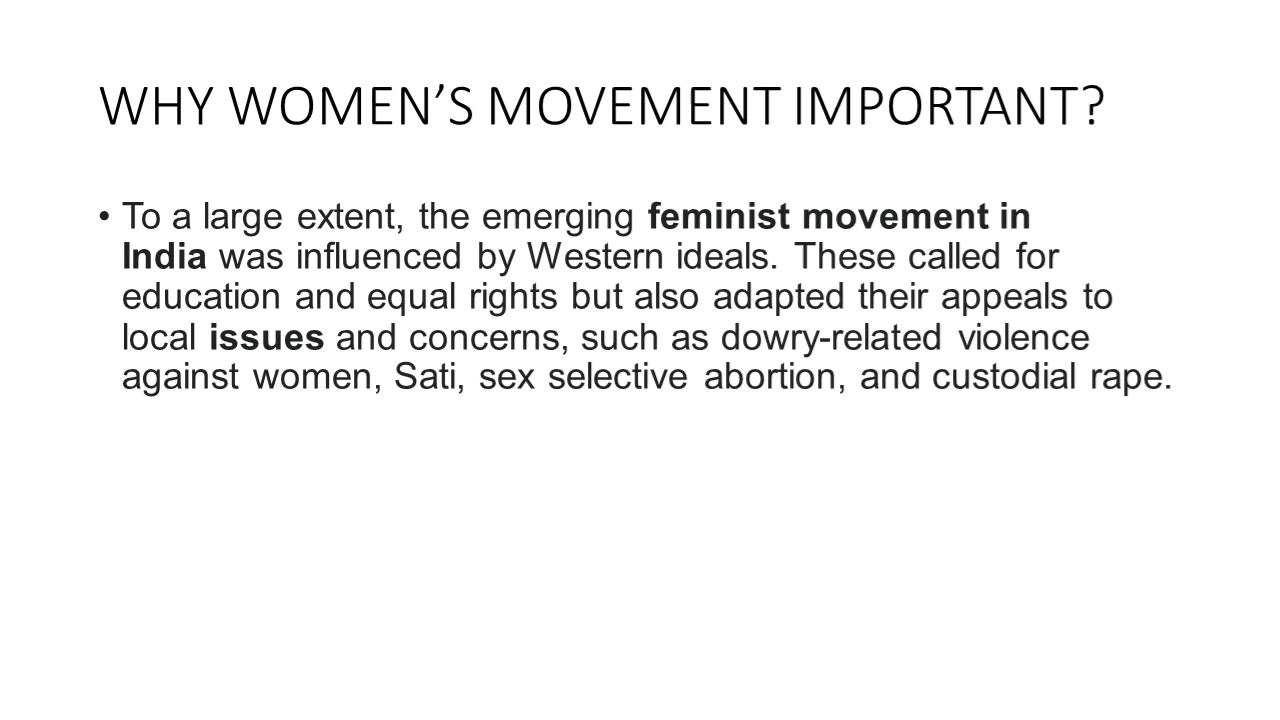 WHY WOMEN’S MOVEMENT IMPORTANT?
• To a large extent, the emerging feminist movement in
India was influenced by Western ideals. These called for
education and equal rights but also adapted their appeals to
local issues and concerns, such as dowry-related violence
against women, Sati, sex selective abortion, and custodial rape.